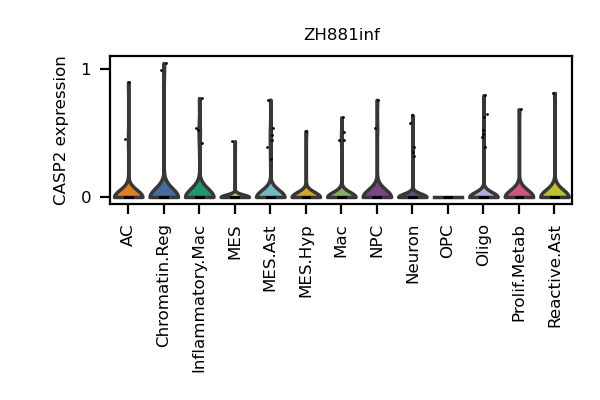 ZH881inf
CASP2 expression
1
0
AC
Chromatin.Reg
Inflammatory.Mac
MES
MES.Ast
MES.Hyp
Mac
NPC
Neuron
OPC
Oligo
Prolif.Metab
Reactive.Ast